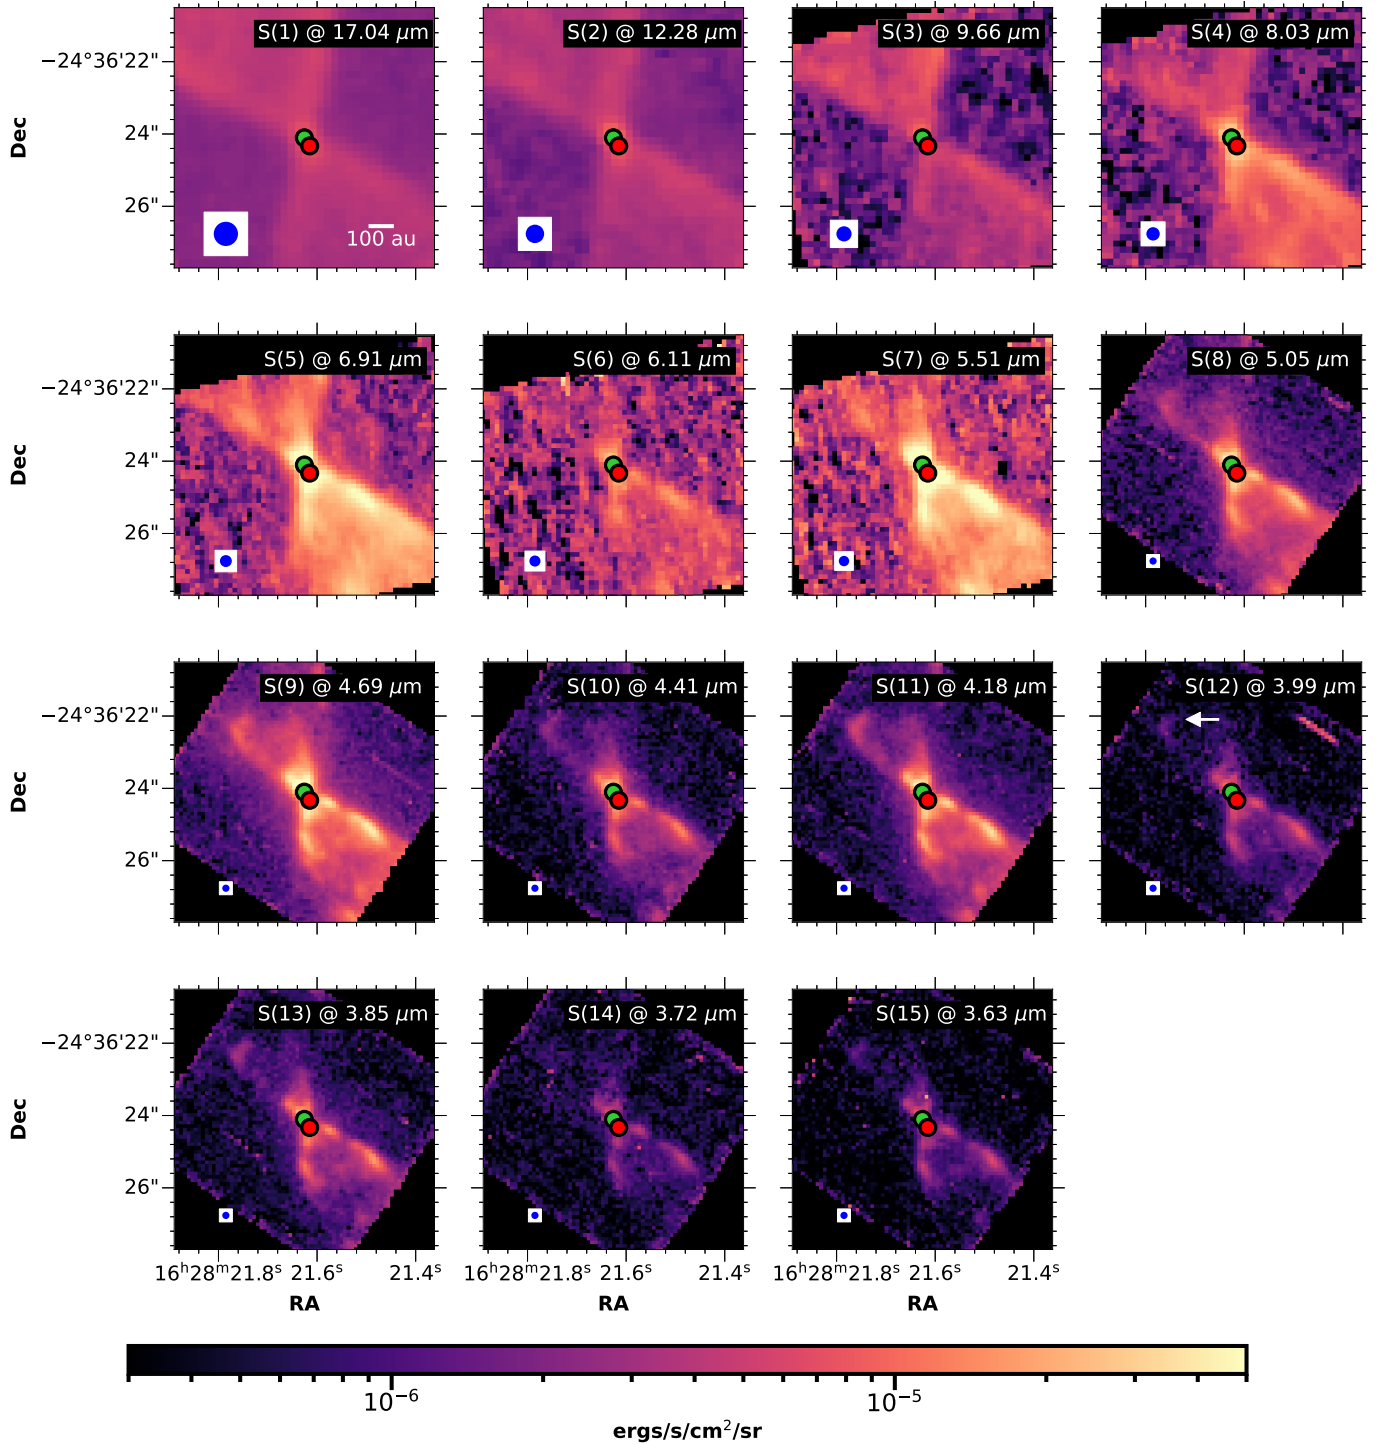 S(1) @ 17.04 μm
S(2) @ 12.28 μm
S(3) @ 9.66 μm
S(4) @ 8.03 μm
−24°36'22"
24"
26"
Dec
100 au
S(5) @ 6.91 μm
S(6) @ 6.11 μm
S(7) @ 5.51 μm
S(8) @ 5.05 μm
−24°36'22"
24"
26"
Dec
S(9) @ 4.69 μm
S(10) @ 4.41 μm
S(11) @ 4.18 μm
S(12) @ 3.99 μm
−24°36'22"
24"
26"
Dec
S(13) @ 3.85 μm
S(14) @ 3.72 μm
S(15) @ 3.63 μm
−24°36'22"
24"
26"
Dec
16ʰ28ᵐ21.8ˢ 21.6ˢ 21.4ˢ
16ʰ28ᵐ21.8ˢ 21.6ˢ 21.4ˢ
16ʰ28ᵐ21.8ˢ 21.6ˢ 21.4ˢ
RA
RA
RA
10⁻⁶ 10⁻⁵
ergs/s/cm²/sr